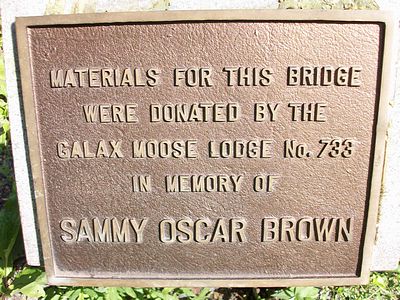 MATERIALS FOR THIS BRIDGE
WERE DONATED BY THE
GALAX MOOSE LODGE No. 733
IN MEMORY OF
SAMMY OSCAR BROWN